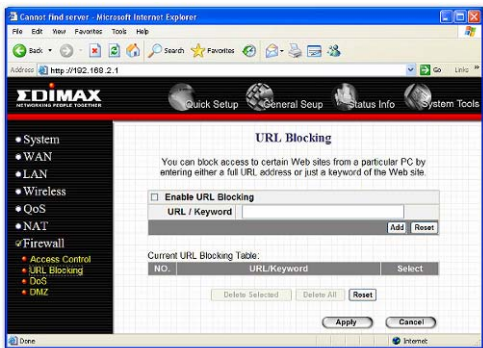 Cannot find server - Microsoft Internet Explorer
File Edit View Favorites Tools Help
Back Search Favorites
Address http://192.168.2.1 Go Links »
EDIMAX
NETWORKING PEOPLE TOGETHER
Quick Setup General Seup Status Info System Tools
System
WAN
LAN
Wireless
QoS
NAT
Firewall
Access Control
URL Blocking
DoS
DMZ
URL Blocking
You can block access to certain Web sites from a particular PC by
entering either a full URL address or just a keyword of the Web site.
Enable URL Blocking
URL / Keyword
Add Reset
Current URL Blocking Table:
NO. URL/Keyword Select
Delete Selected Delete All Reset
Apply Cancel
Done Internet